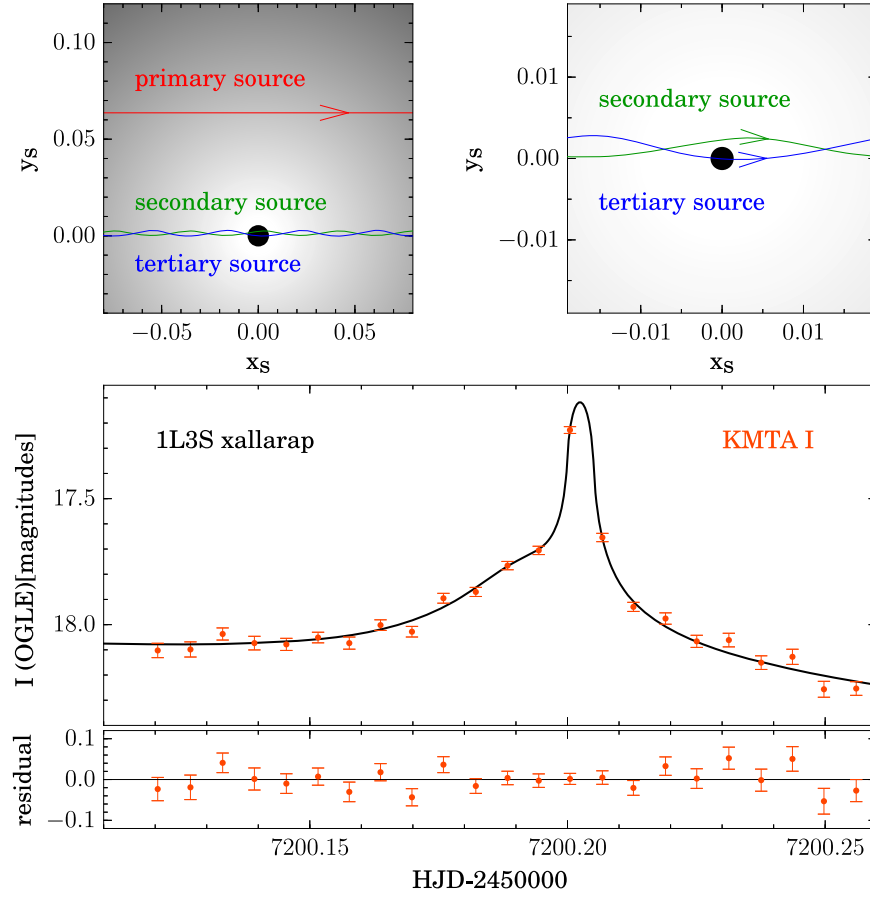 0.10
0.05
0.00
yₛ
primary source
secondary source
tertiary source
−0.05
0.00
0.05
xₛ
0.01
0.00
−0.01
yₛ
secondary source
tertiary source
−0.01
0.00
0.01
xₛ
1L3S xallarap
KMTA I
17.5
18.0
I (OGLE)[magnitudes]
0.1
0.0
−0.1
residual
7200.15
7200.20
7200.25
HJD-2450000